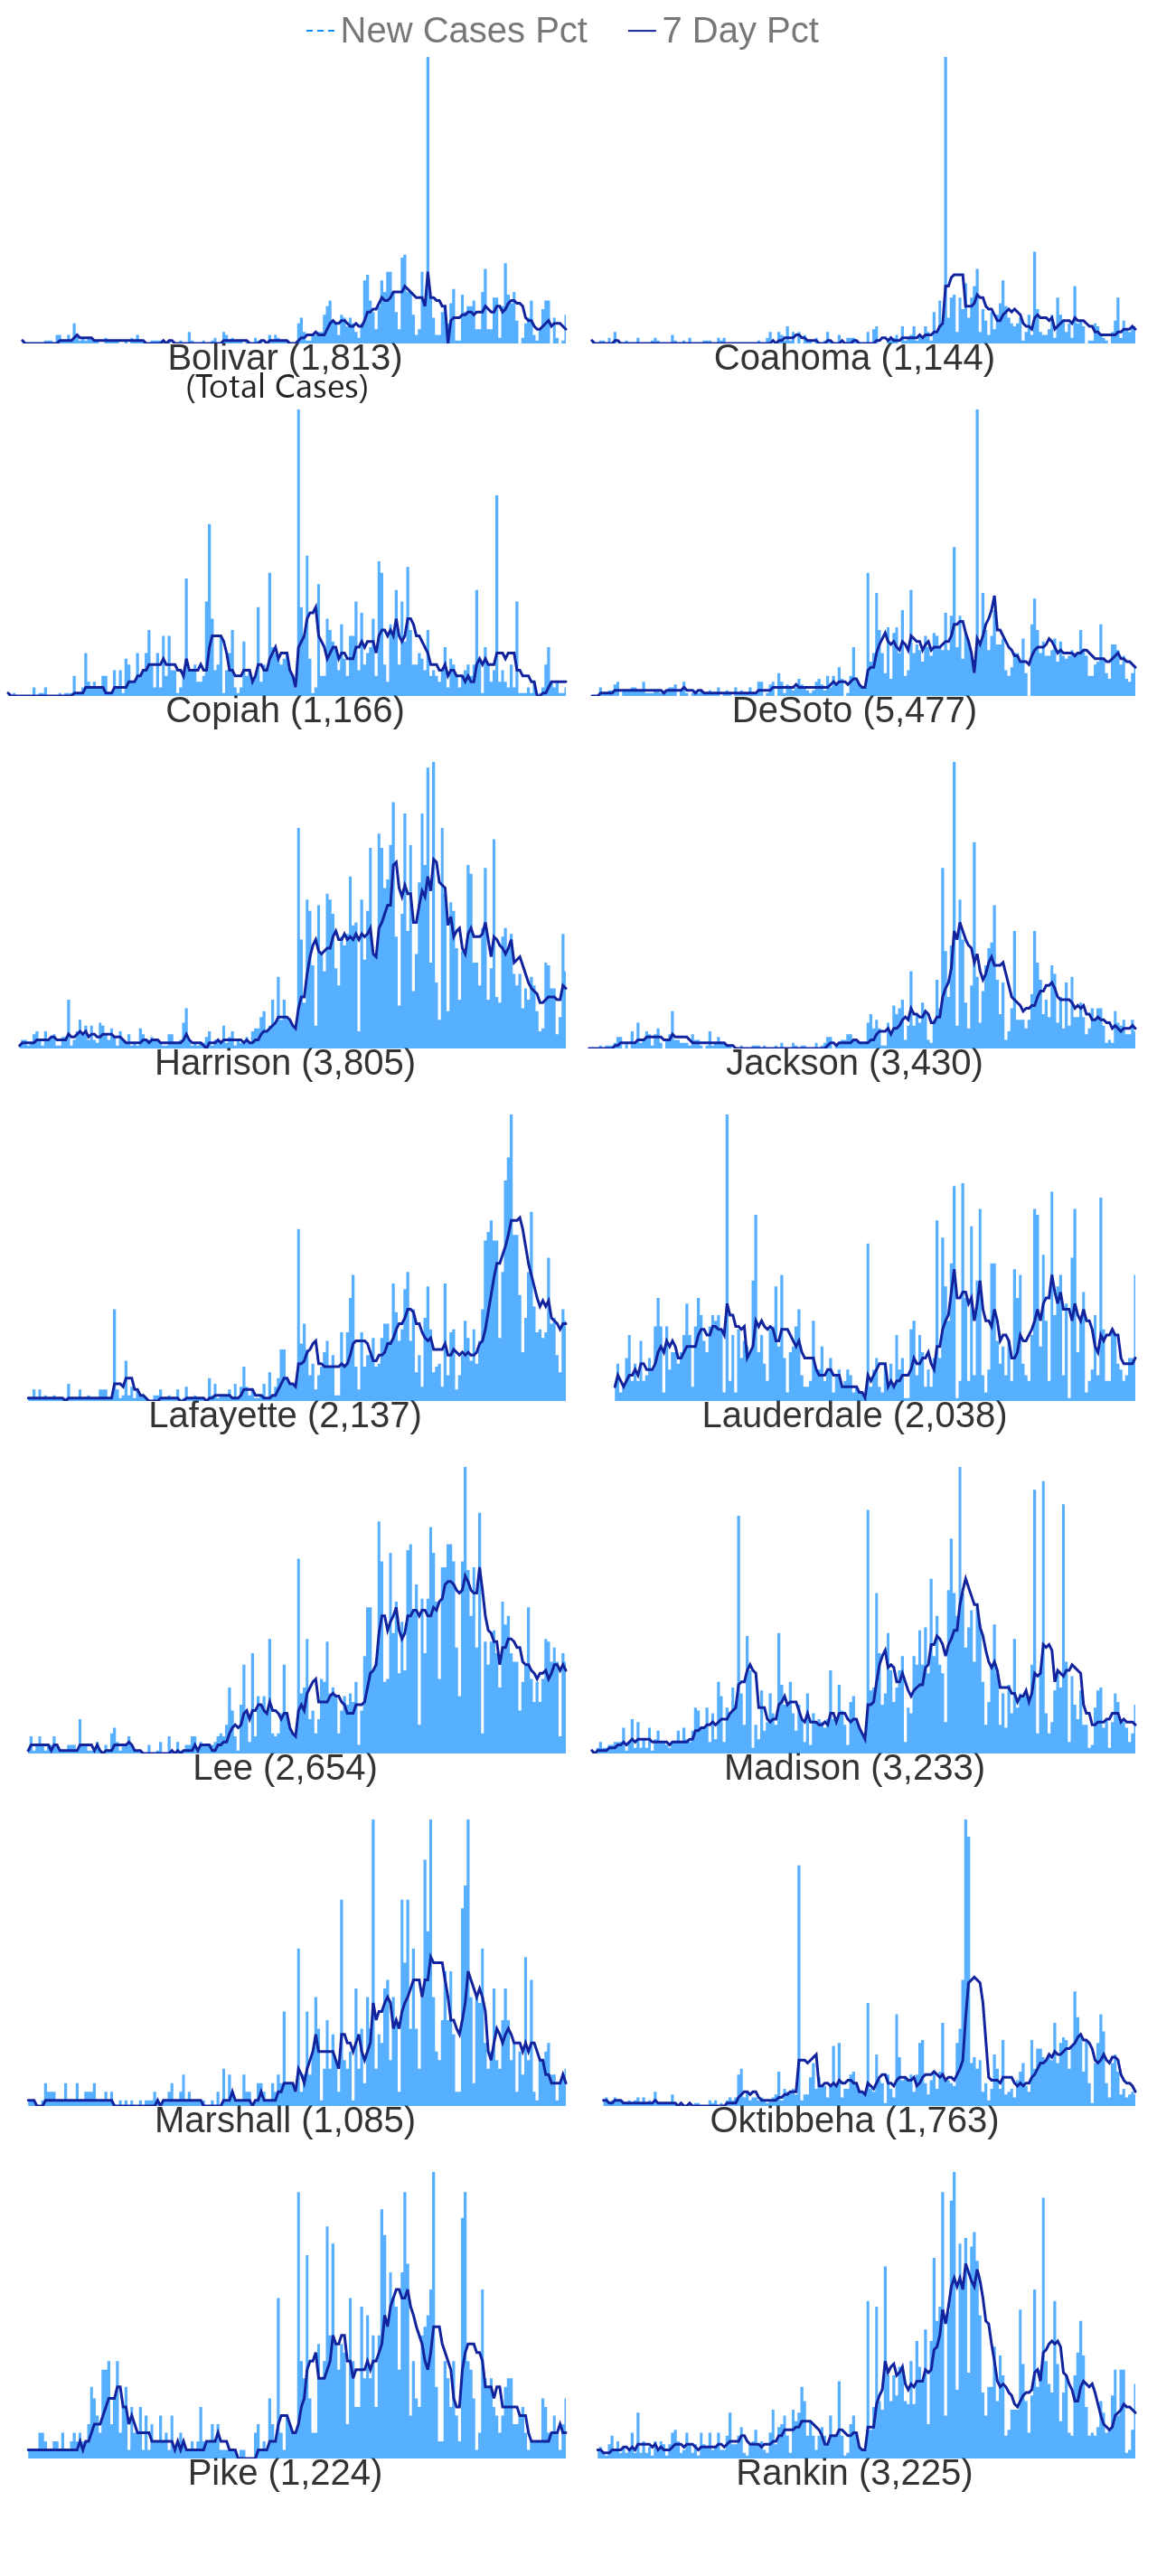 New Cases Pct 7 Day Pct
Bolivar (1,813) Coahoma (1,144)
(Total Cases)
Copiah (1,166) DeSoto (5,477)
Harrison (3,805) Jackson (3,430)
Lafayette (2,137) Lauderdale (2,038)
Lee (2,654) Madison (3,233)
Marshall (1,085) Oktibbeha (1,763)
Pike (1,224) Rankin (3,225)